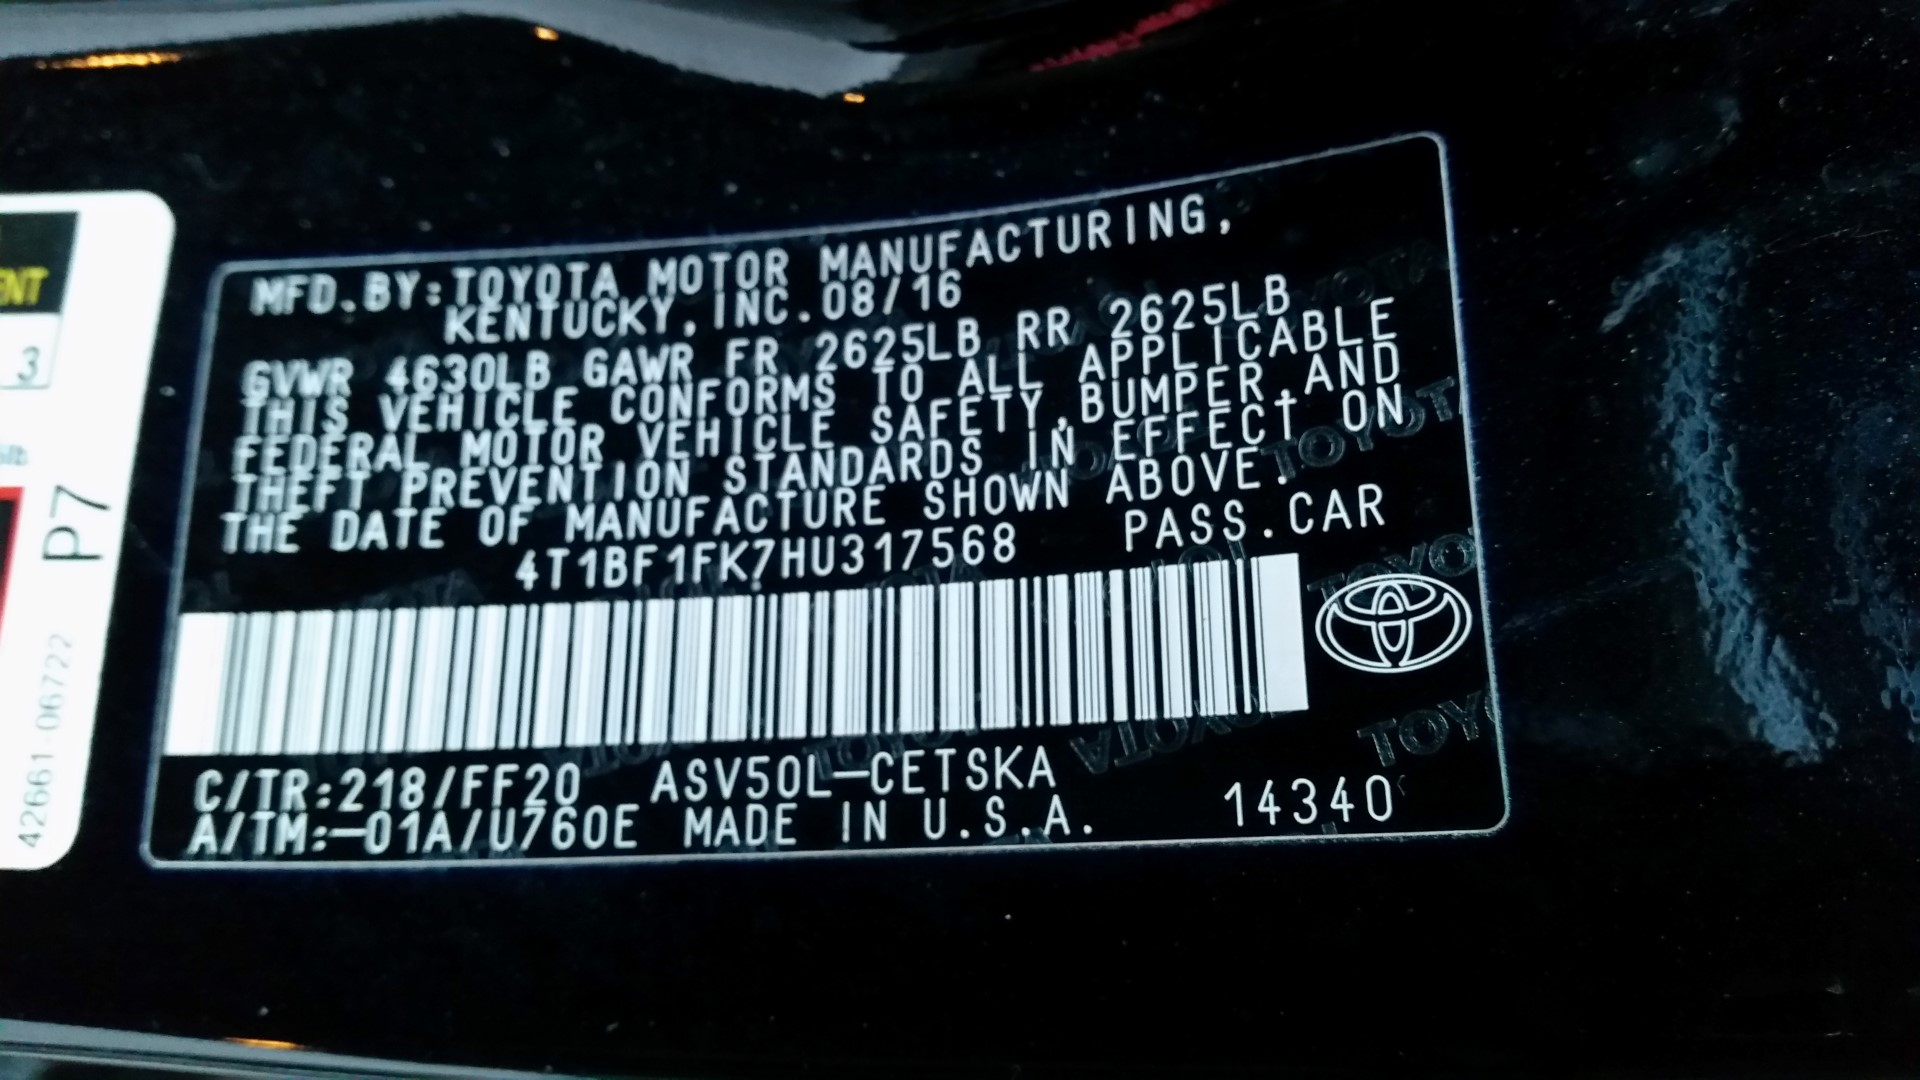 MFD.BY:TOYOTA MOTOR MANUFACTURING,
KENTUCKY,INC.08/16
GVWR 4630LB GAWR FR 2625LB RR 2625LB
THIS VEHICLE CONFORMS TO ALL APPLICABLE
FEDERAL MOTOR VEHICLE SAFETY,BUMPER,AND
THEFT PREVENTION STANDARDS IN EFFECT ON
THE DATE OF MANUFACTURE SHOWN ABOVE.
4T1BF1FK7HU317568 PASS.CAR
C/TR:218/FF20 ASV50L-CETSKA
A/TM:-01A/U760E MADE IN U.S.A. 14340
ENT
3
P7
42661-06722
TOYOTA